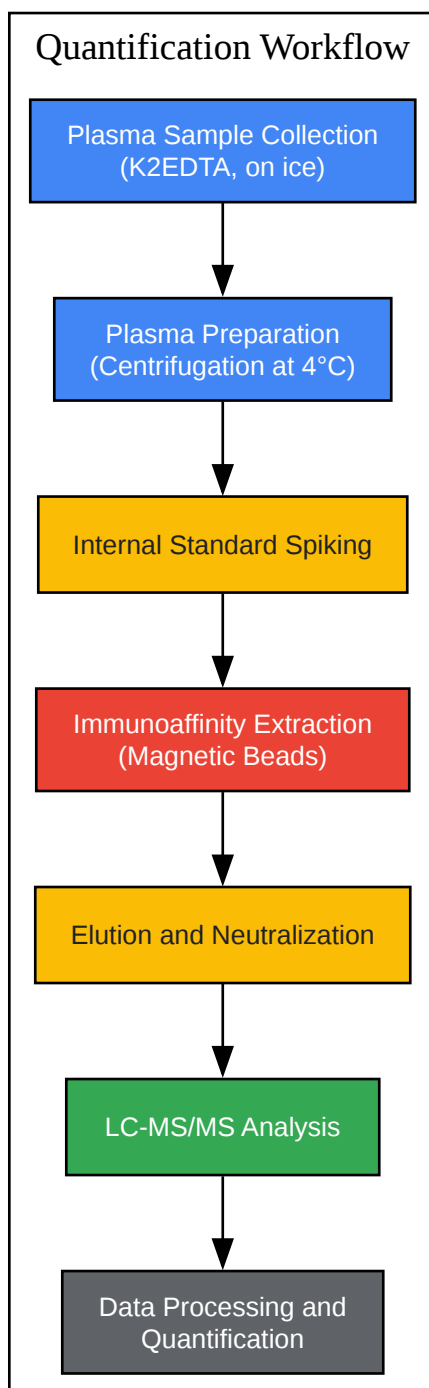 Quantification Workflow
Plasma Sample Collection
(K2EDTA, on ice)
Plasma Preparation
(Centrifugation at 4°C)
Internal Standard Spiking
Immunoaffinity Extraction
(Magnetic Beads)
Elution and Neutralization
LC-MS/MS Analysis
Data Processing and
Quantification